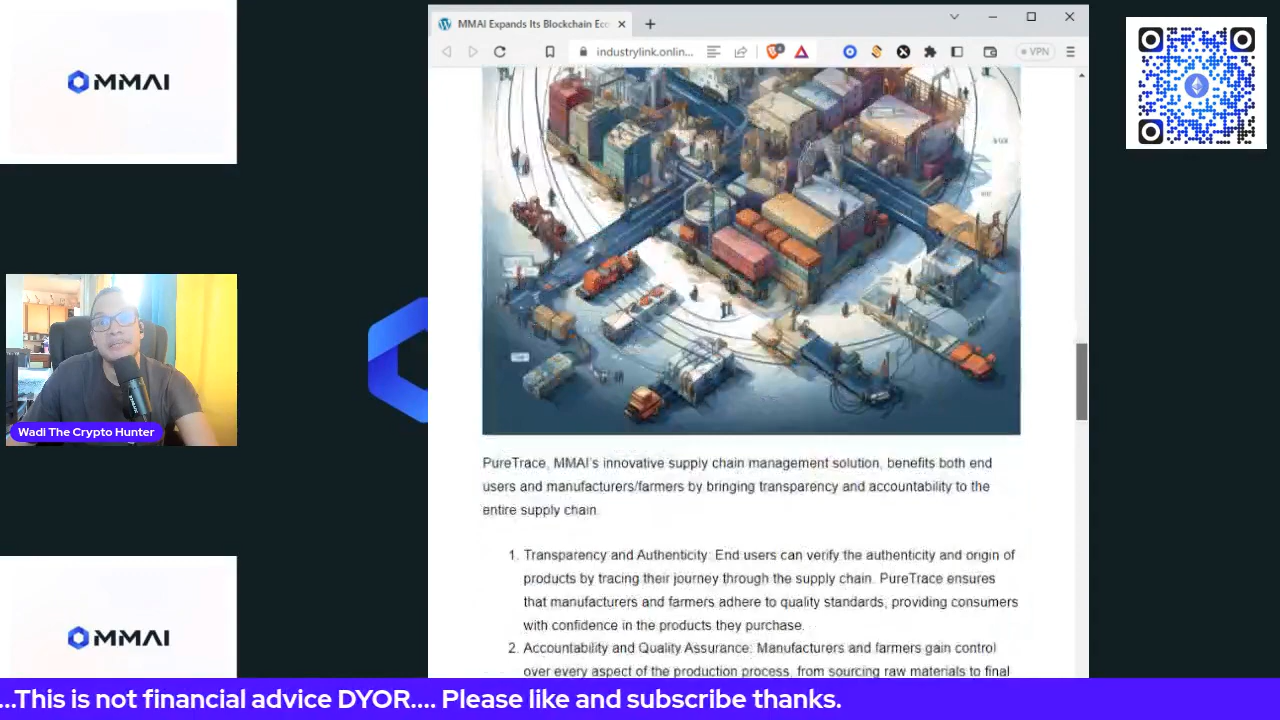 MMAI
MMAI Expands Its Blockchain Eco
industrylink.onlin...
VPN
Wadi The Crypto Hunter
PureTrace, MMAI's innovative supply chain management solution, benefits both end
users and manufacturers/farmers by bringing transparency and accountability to the
entire supply chain.
1. Transparency and Authenticity: End users can verify the authenticity and origin of
products by tracing their journey through the supply chain. PureTrace ensures
that manufacturers and farmers adhere to quality standards, providing consumers
with confidence in the products they purchase.
2. Accountability and Quality Assurance: Manufacturers and farmers gain control
over every aspect of the production process, from sourcing raw materials to final
MMAI
...This is not financial advice DYOR.... Please like and subscribe thanks.